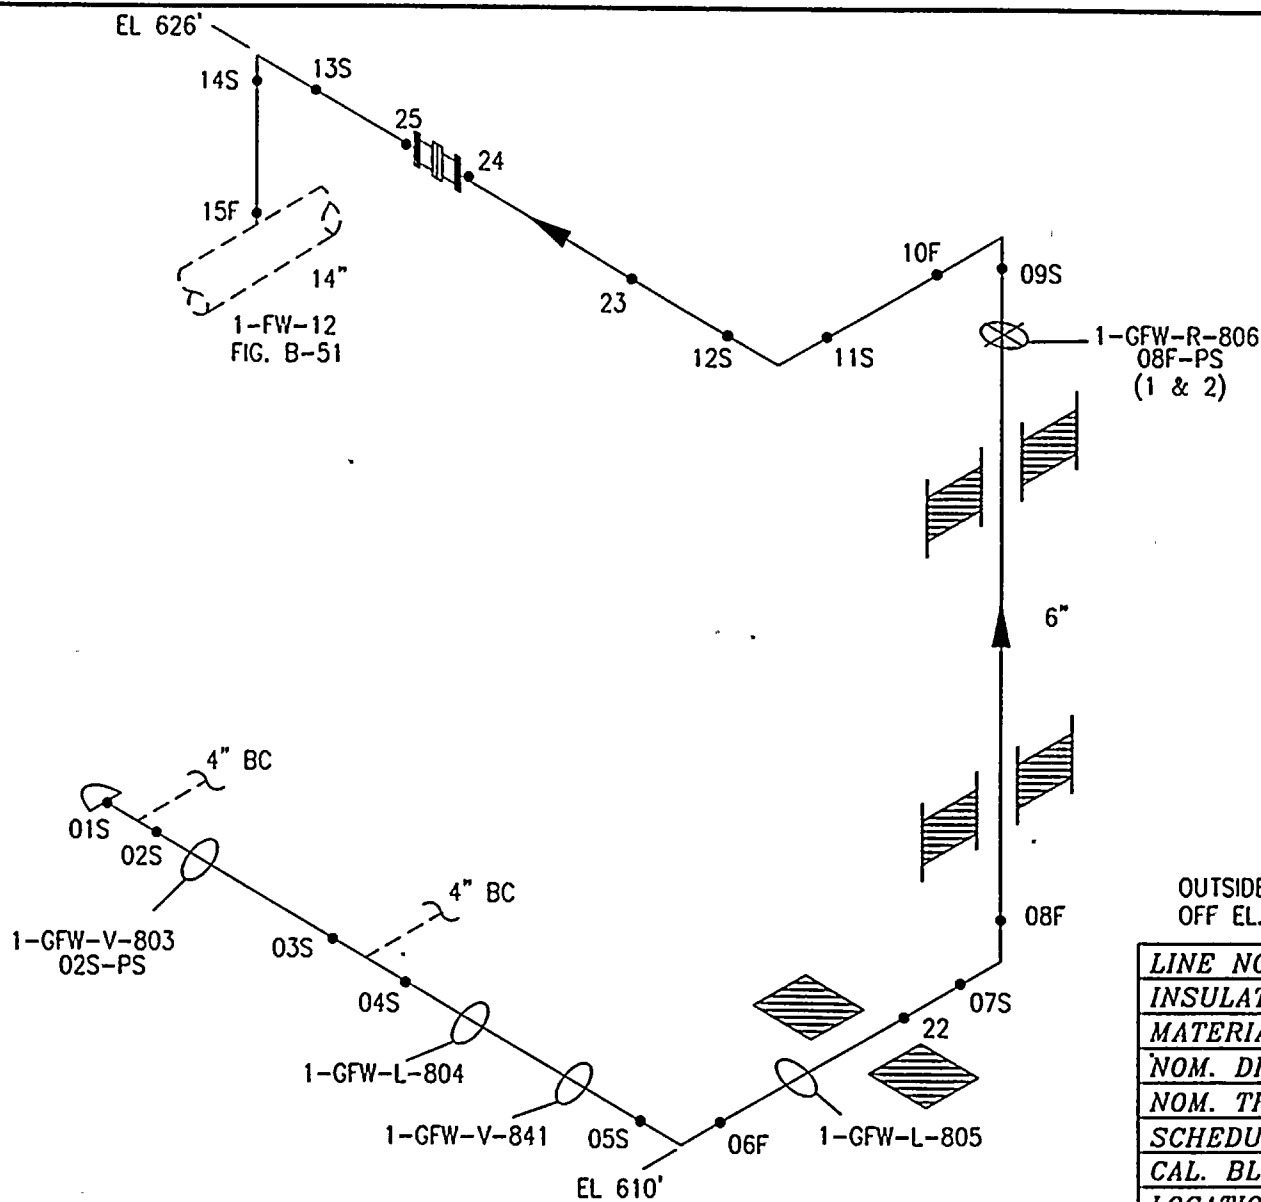 EL 626'
14S
13S
25
24
15F
14"
1-FW-12
FIG. B-51
23
12S
11S
10F
09S
1-GFW-R-806
08F-PS
(1 & 2)
6"
4" BC
01S
02S
1-GFW-V-803
02S-PS
4" BC
03S
04S
1-GFW-L-804
1-GFW-V-841
05S
EL 610'
06F
1-GFW-L-805
22
07S
08F
OUTSIDE
OFF EL.
LINE NO
INSULAT
MATERIA
NOM. DI
NOM. TH
SCHEDU
CAL. BL
LOCATIO